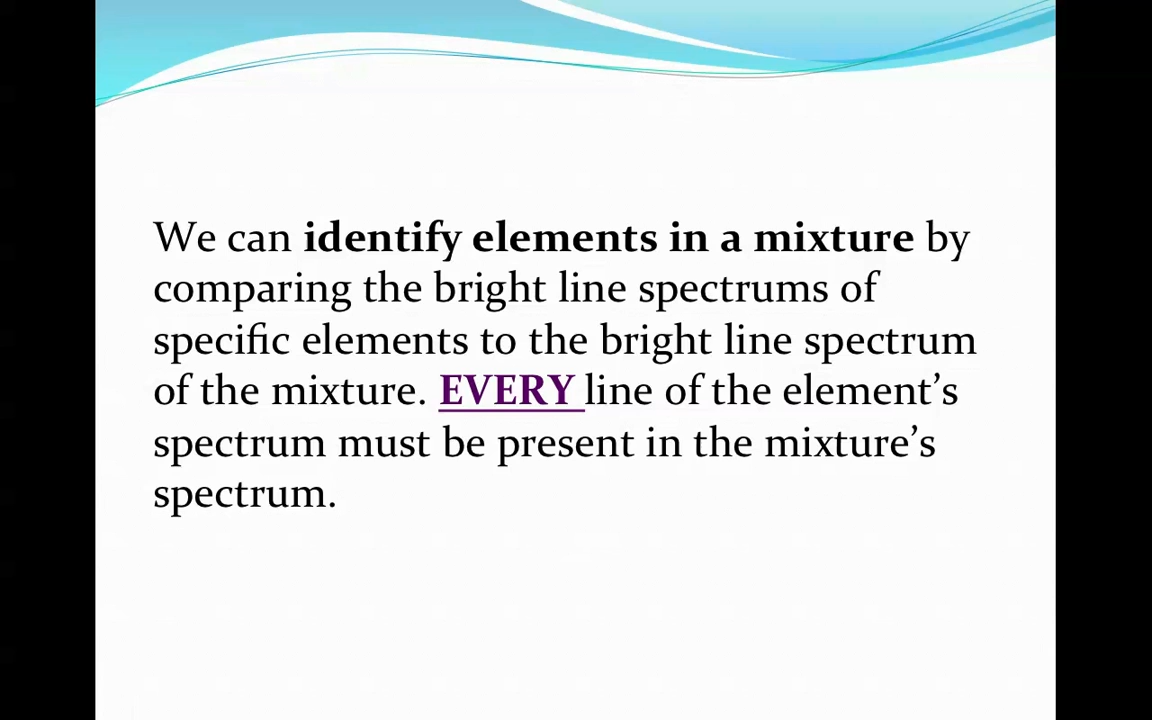 We can identify elements in a mixture by
comparing the bright line spectrums of
specific elements to the bright line spectrum
of the mixture. EVERY line of the element’s
spectrum must be present in the mixture’s
spectrum.